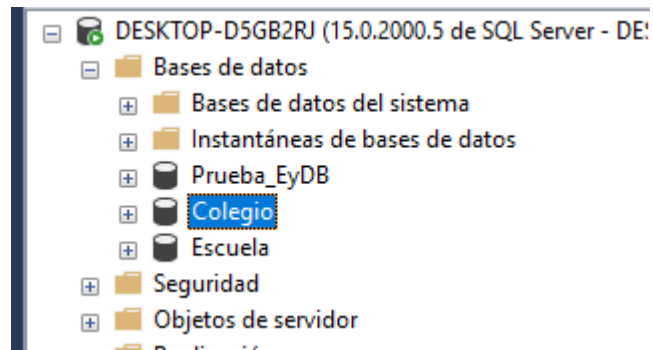 DESKTOP-D5GB2RJ (15.0.2000.5 de SQL Server - DE
Bases de datos
Bases de datos del sistema
Instantáneas de bases de datos
Prueba_EyDB
Colegio
Escuela
Seguridad
Objetos de servidor